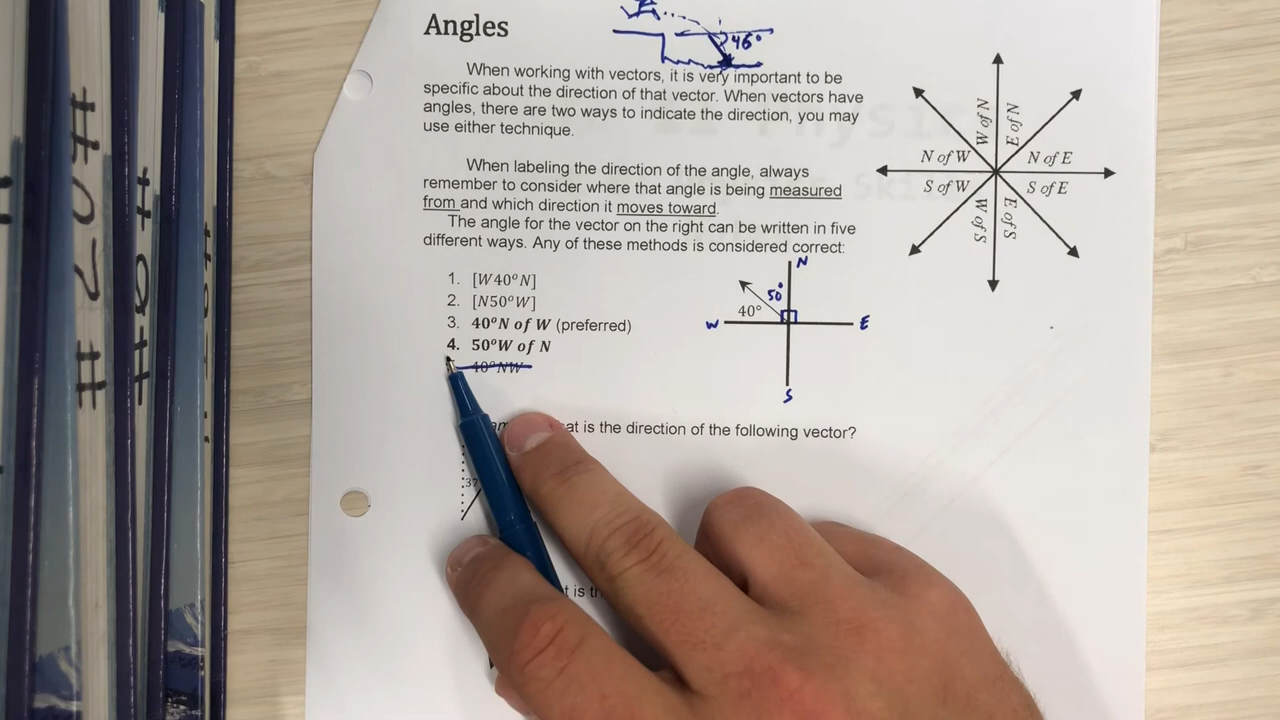 Angles
46°
When working with vectors, it is very important to be
specific about the direction of that vector. When vectors have
angles, there are two ways to indicate the direction, you may
use either technique.
When labeling the direction of the angle, always
remember to consider where that angle is being measured
from and which direction it moves toward.
The angle for the vector on the right can be written in five
different ways. Any of these methods is considered correct:
1. [W40°N]
2. [N50°W]
3. 40°N of W (preferred)
4. 50°W of N
40°NW
N
50°
40°
W
E
S
W of N
E of N
N of W
N of E
S of W
S of E
W of S
E of S
at is the direction of the following vector?
37
t is
# 20#